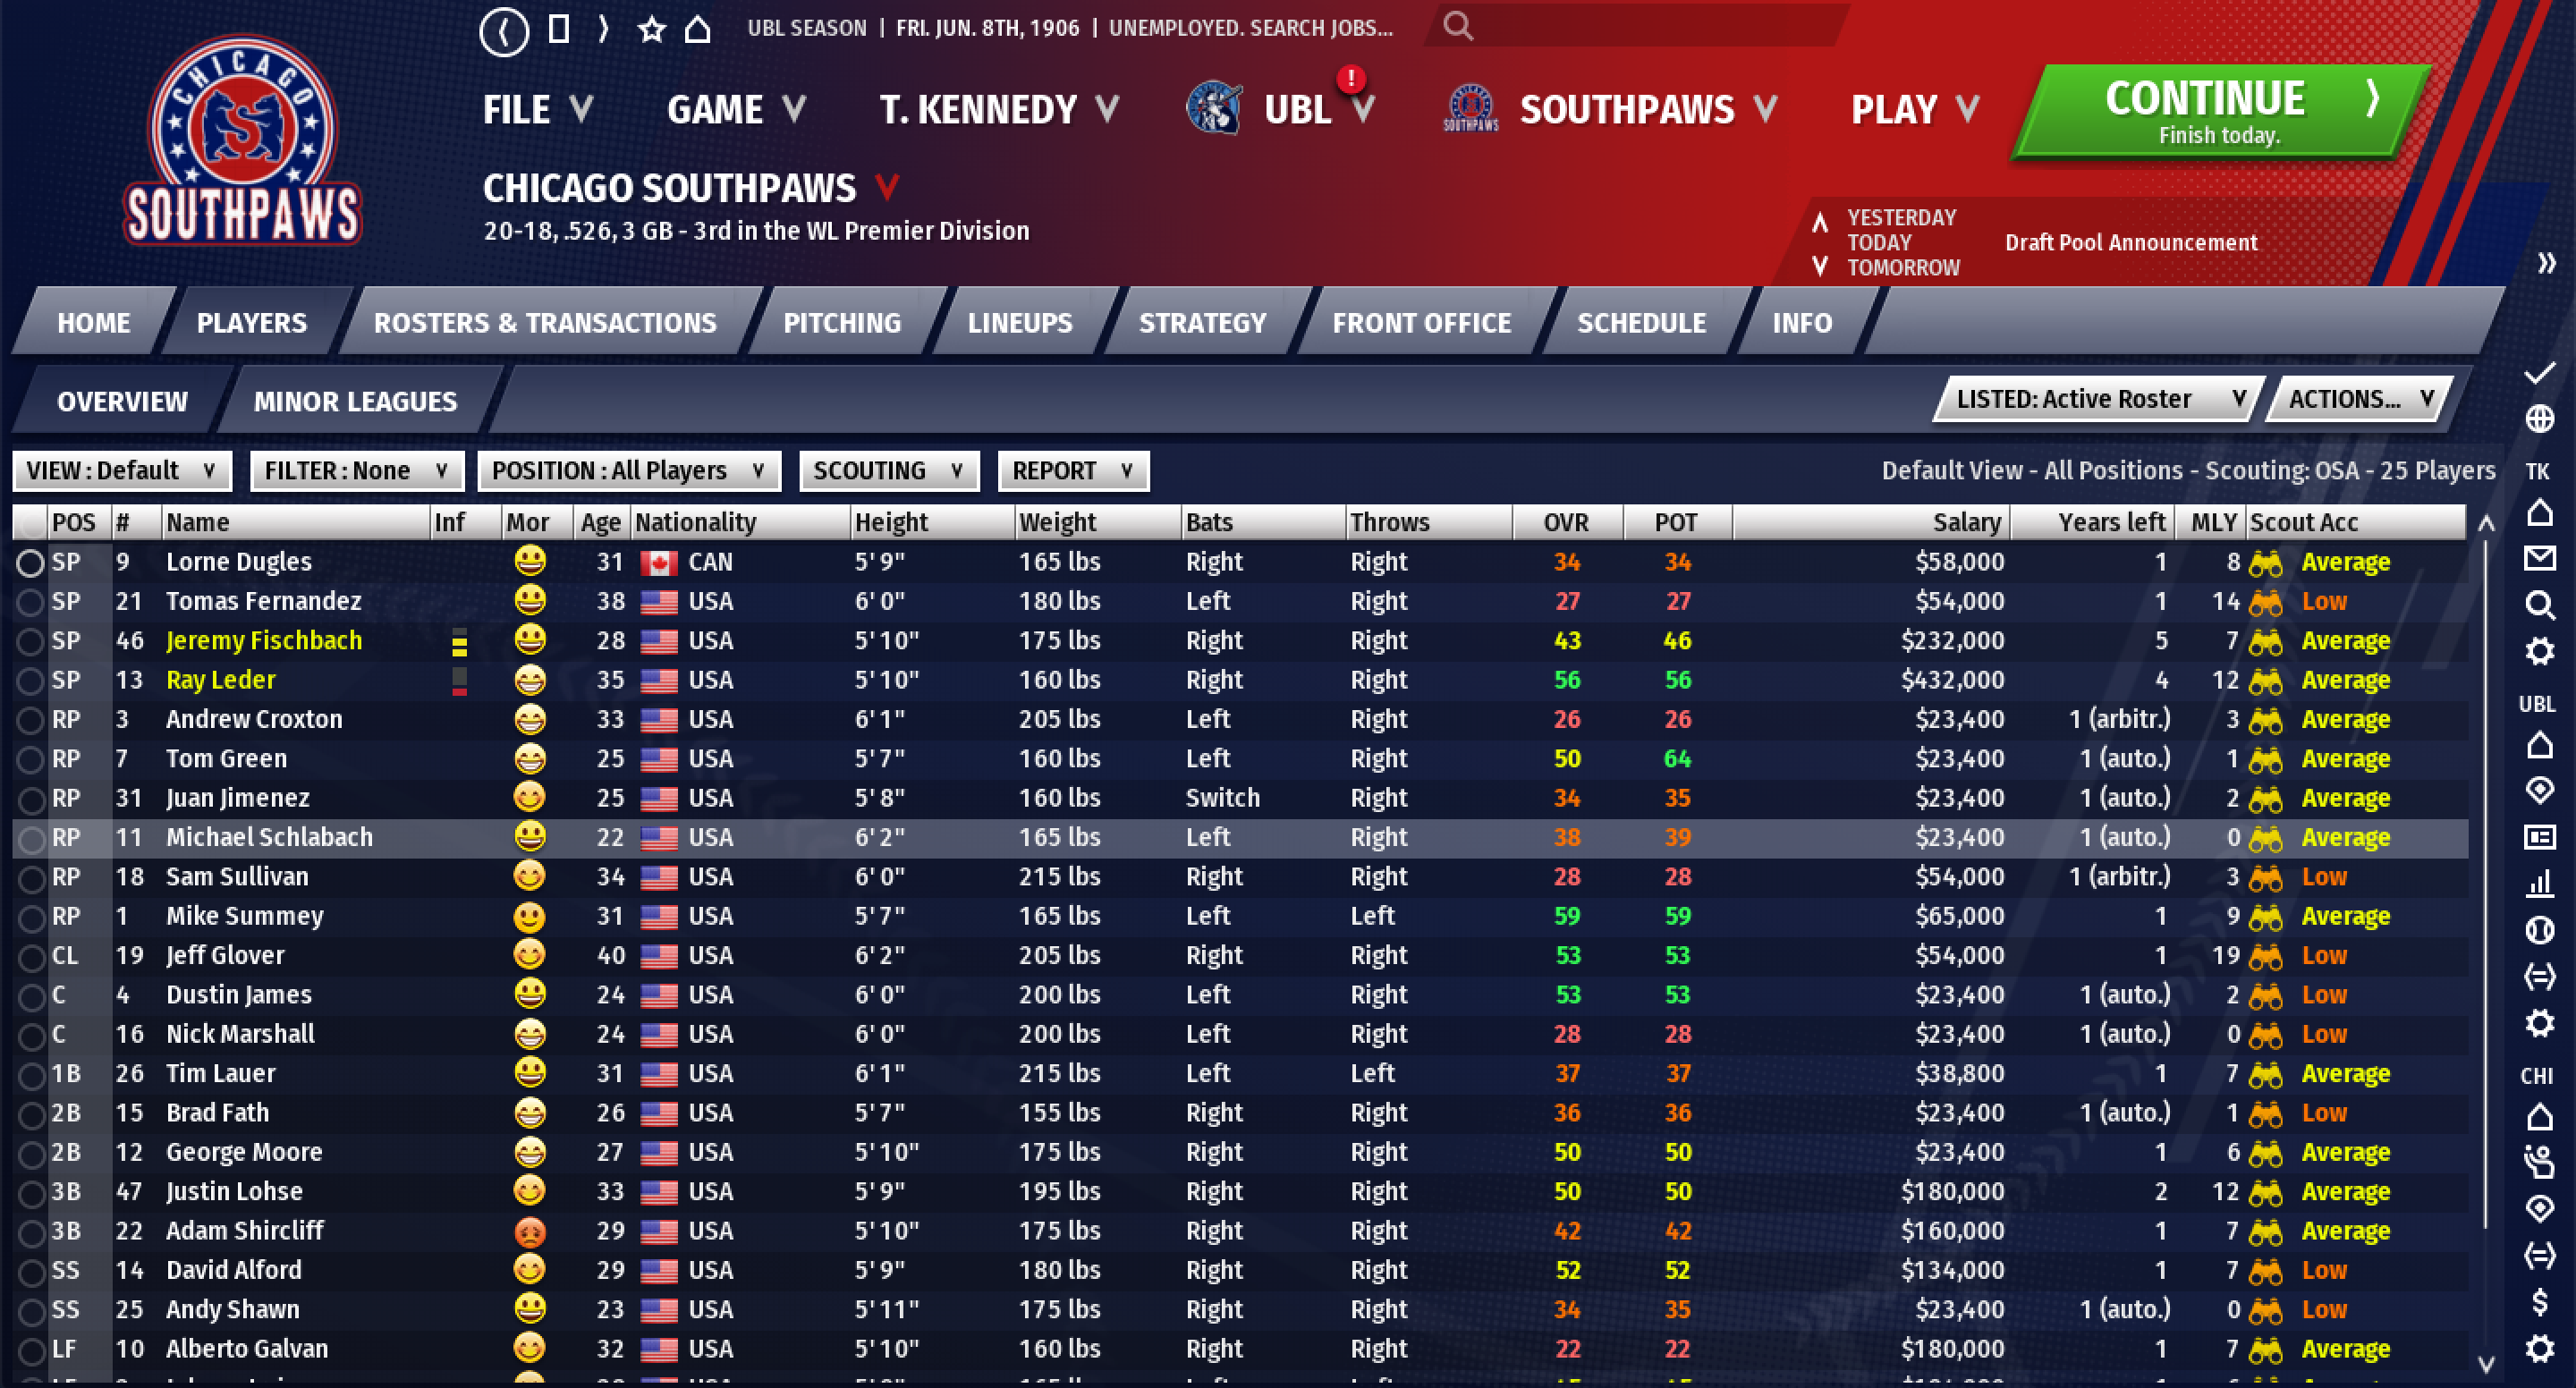 UBL SEASON | FRI. JUN. 8TH, 1906 | UNEMPLOYED. SEARCH JOBS...
CHICAGO
S
SOUTHPAWS
FILE GAME T. KENNEDY UBL ! SOUTHPAWS SOUTHPAWS PLAY CONTINUE
Finish today.
CHICAGO SOUTHPAWS
20-18, .526, 3 GB - 3rd in the WL Premier Division
YESTERDAY
TODAY Draft Pool Announcement
TOMORROW
HOME PLAYERS ROSTERS & TRANSACTIONS PITCHING LINEUPS STRATEGY FRONT OFFICE SCHEDULE INFO
OVERVIEW MINOR LEAGUES LISTED: Active Roster ACTIONS...
VIEW : Default FILTER : None POSITION : All Players SCOUTING REPORT Default View - All Positions - Scouting: OSA - 25 Players
POS # Name Inf Mor Age Nationality Height Weight Bats Throws OVR POT Salary Years left MLY Scout Acc
SP 9 Lorne Dugles 31 CAN 5' 9" 165 lbs Right Right 34 34 $58,000 1 8 Average
SP 21 Tomas Fernandez 38 USA 6' 0" 180 lbs Left Right 27 27 $54,000 1 14 Low
SP 46 Jeremy Fischbach 28 USA 5' 10" 175 lbs Right Right 43 46 $232,000 5 7 Average
SP 13 Ray Leder 35 USA 5' 10" 160 lbs Right Right 56 56 $432,000 4 12 Average
RP 3 Andrew Croxton 33 USA 6' 1" 205 lbs Left Right 26 26 $23,400 1 (arbitr.) 3 Average
RP 7 Tom Green 25 USA 5' 7" 160 lbs Left Right 50 64 $23,400 1 (auto.) 1 Average
RP 31 Juan Jimenez 25 USA 5' 8" 160 lbs Switch Right 34 35 $23,400 1 (auto.) 2 Average
RP 11 Michael Schlabach 22 USA 6' 2" 165 lbs Left Right 38 39 $23,400 1 (auto.) 0 Average
RP 18 Sam Sullivan 34 USA 6' 0" 215 lbs Right Right 28 28 $54,000 1 (arbitr.) 3 Low
RP 1 Mike Summey 31 USA 5' 7" 165 lbs Left Left 59 59 $65,000 1 9 Average
CL 19 Jeff Glover 40 USA 6' 2" 205 lbs Right Right 53 53 $54,000 1 19 Low
C 4 Dustin James 24 USA 6' 0" 200 lbs Left Right 53 53 $23,400 1 (auto.) 2 Low
C 16 Nick Marshall 24 USA 6' 0" 200 lbs Left Right 28 28 $23,400 1 (auto.) 0 Low
1B 26 Tim Lauer 31 USA 6' 1" 215 lbs Left Left 37 37 $38,800 1 7 Average
2B 15 Brad Fath 26 USA 5' 7" 155 lbs Right Right 36 36 $23,400 1 (auto.) 1 Low
2B 12 George Moore 27 USA 5' 10" 175 lbs Right Right 50 50 $23,400 1 6 Average
3B 47 Justin Lohse 33 USA 5' 9" 195 lbs Right Right 50 50 $180,000 2 12 Average
3B 22 Adam Shircliff 29 USA 5' 10" 175 lbs Right Right 42 42 $160,000 1 7 Average
SS 14 David Alford 29 USA 5' 9" 180 lbs Right Right 52 52 $134,000 1 7 Low
SS 25 Andy Shawn 23 USA 5' 11" 175 lbs Right Right 34 35 $23,400 1 (auto.) 0 Low
LF 10 Alberto Galvan 32 USA 5' 10" 160 lbs Right Right 22 22 $180,000 1 7 Average
TK
UBL
CHI